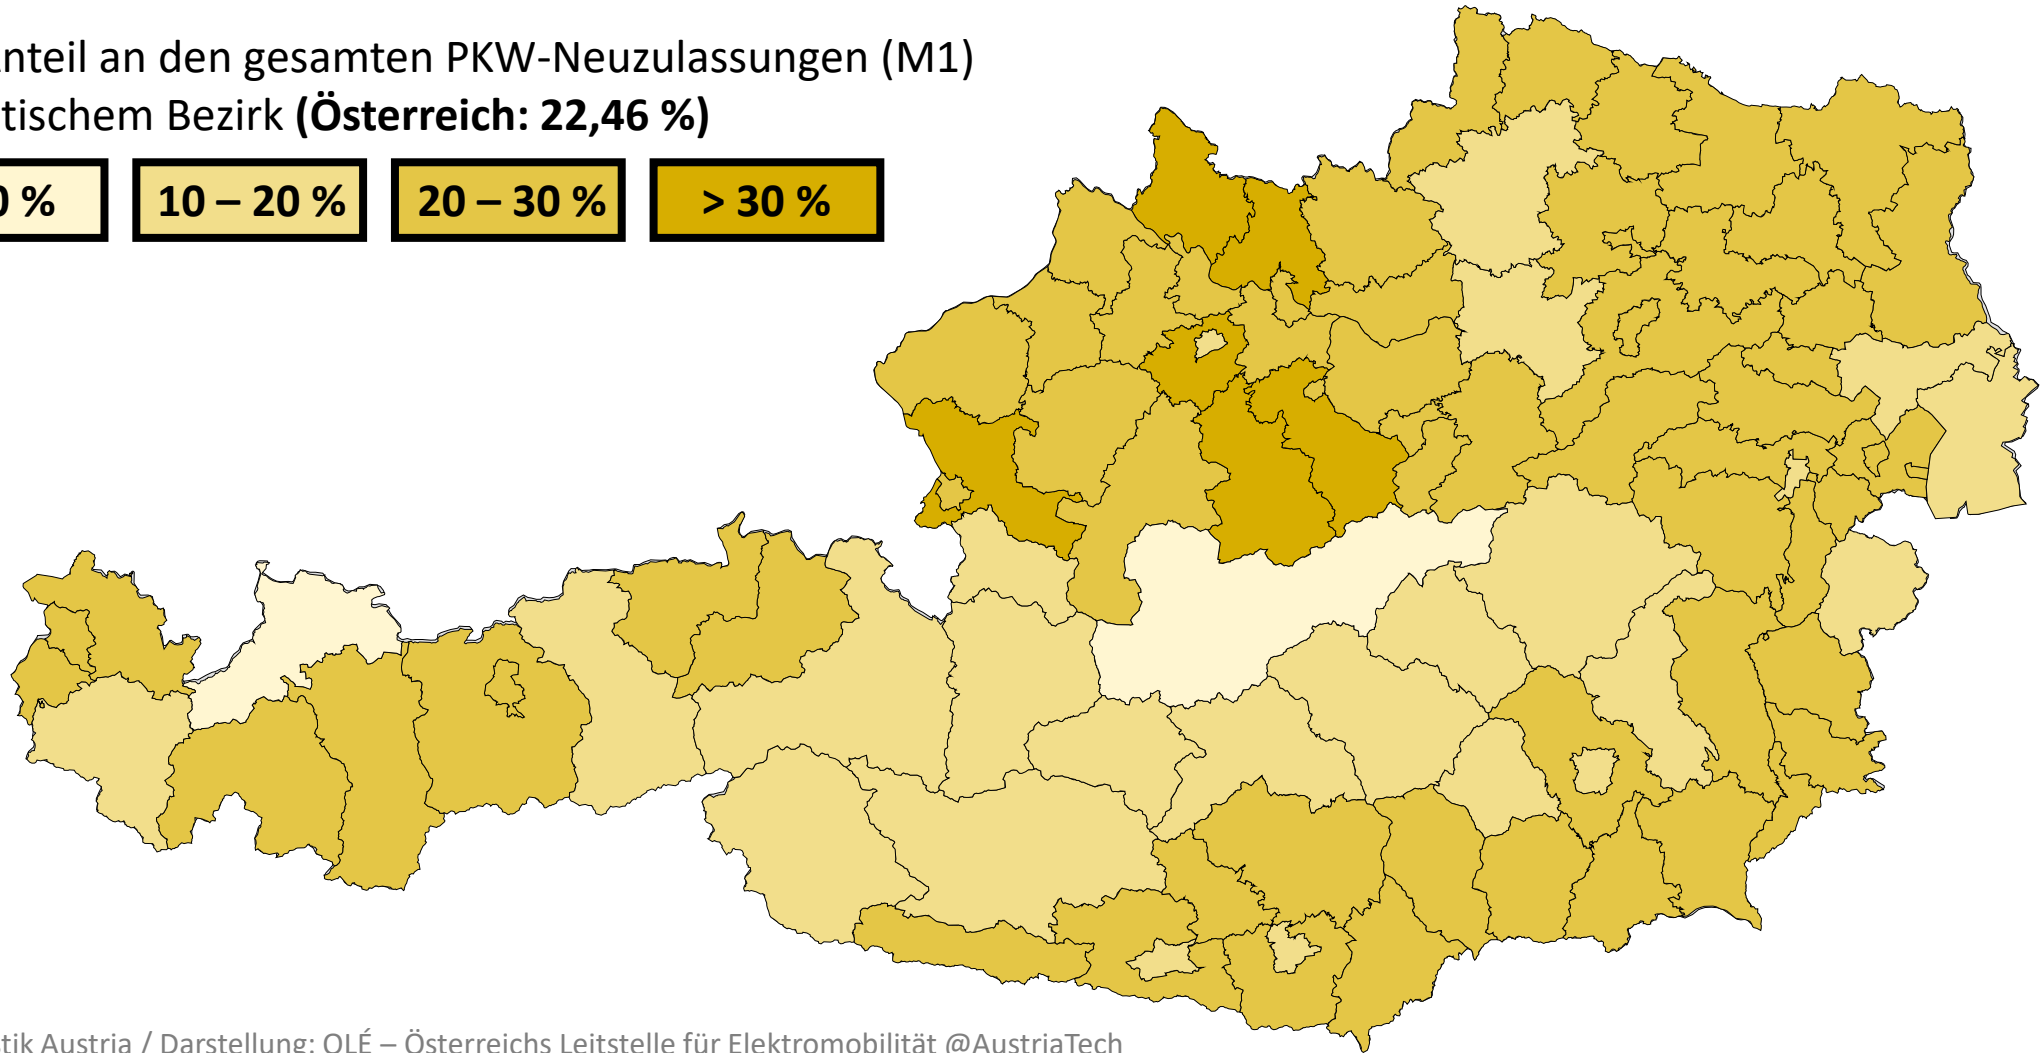 nteil an den gesamten PKW-Neuzulassungen (M1)
tischem Bezirk (Österreich: 22,46 %)
0 % 10 – 20 % 20 – 30 % > 30 %
tik Austria / Darstellung: OLÉ – Österreichs Leitstelle für Elektromobilität @AustriaTech